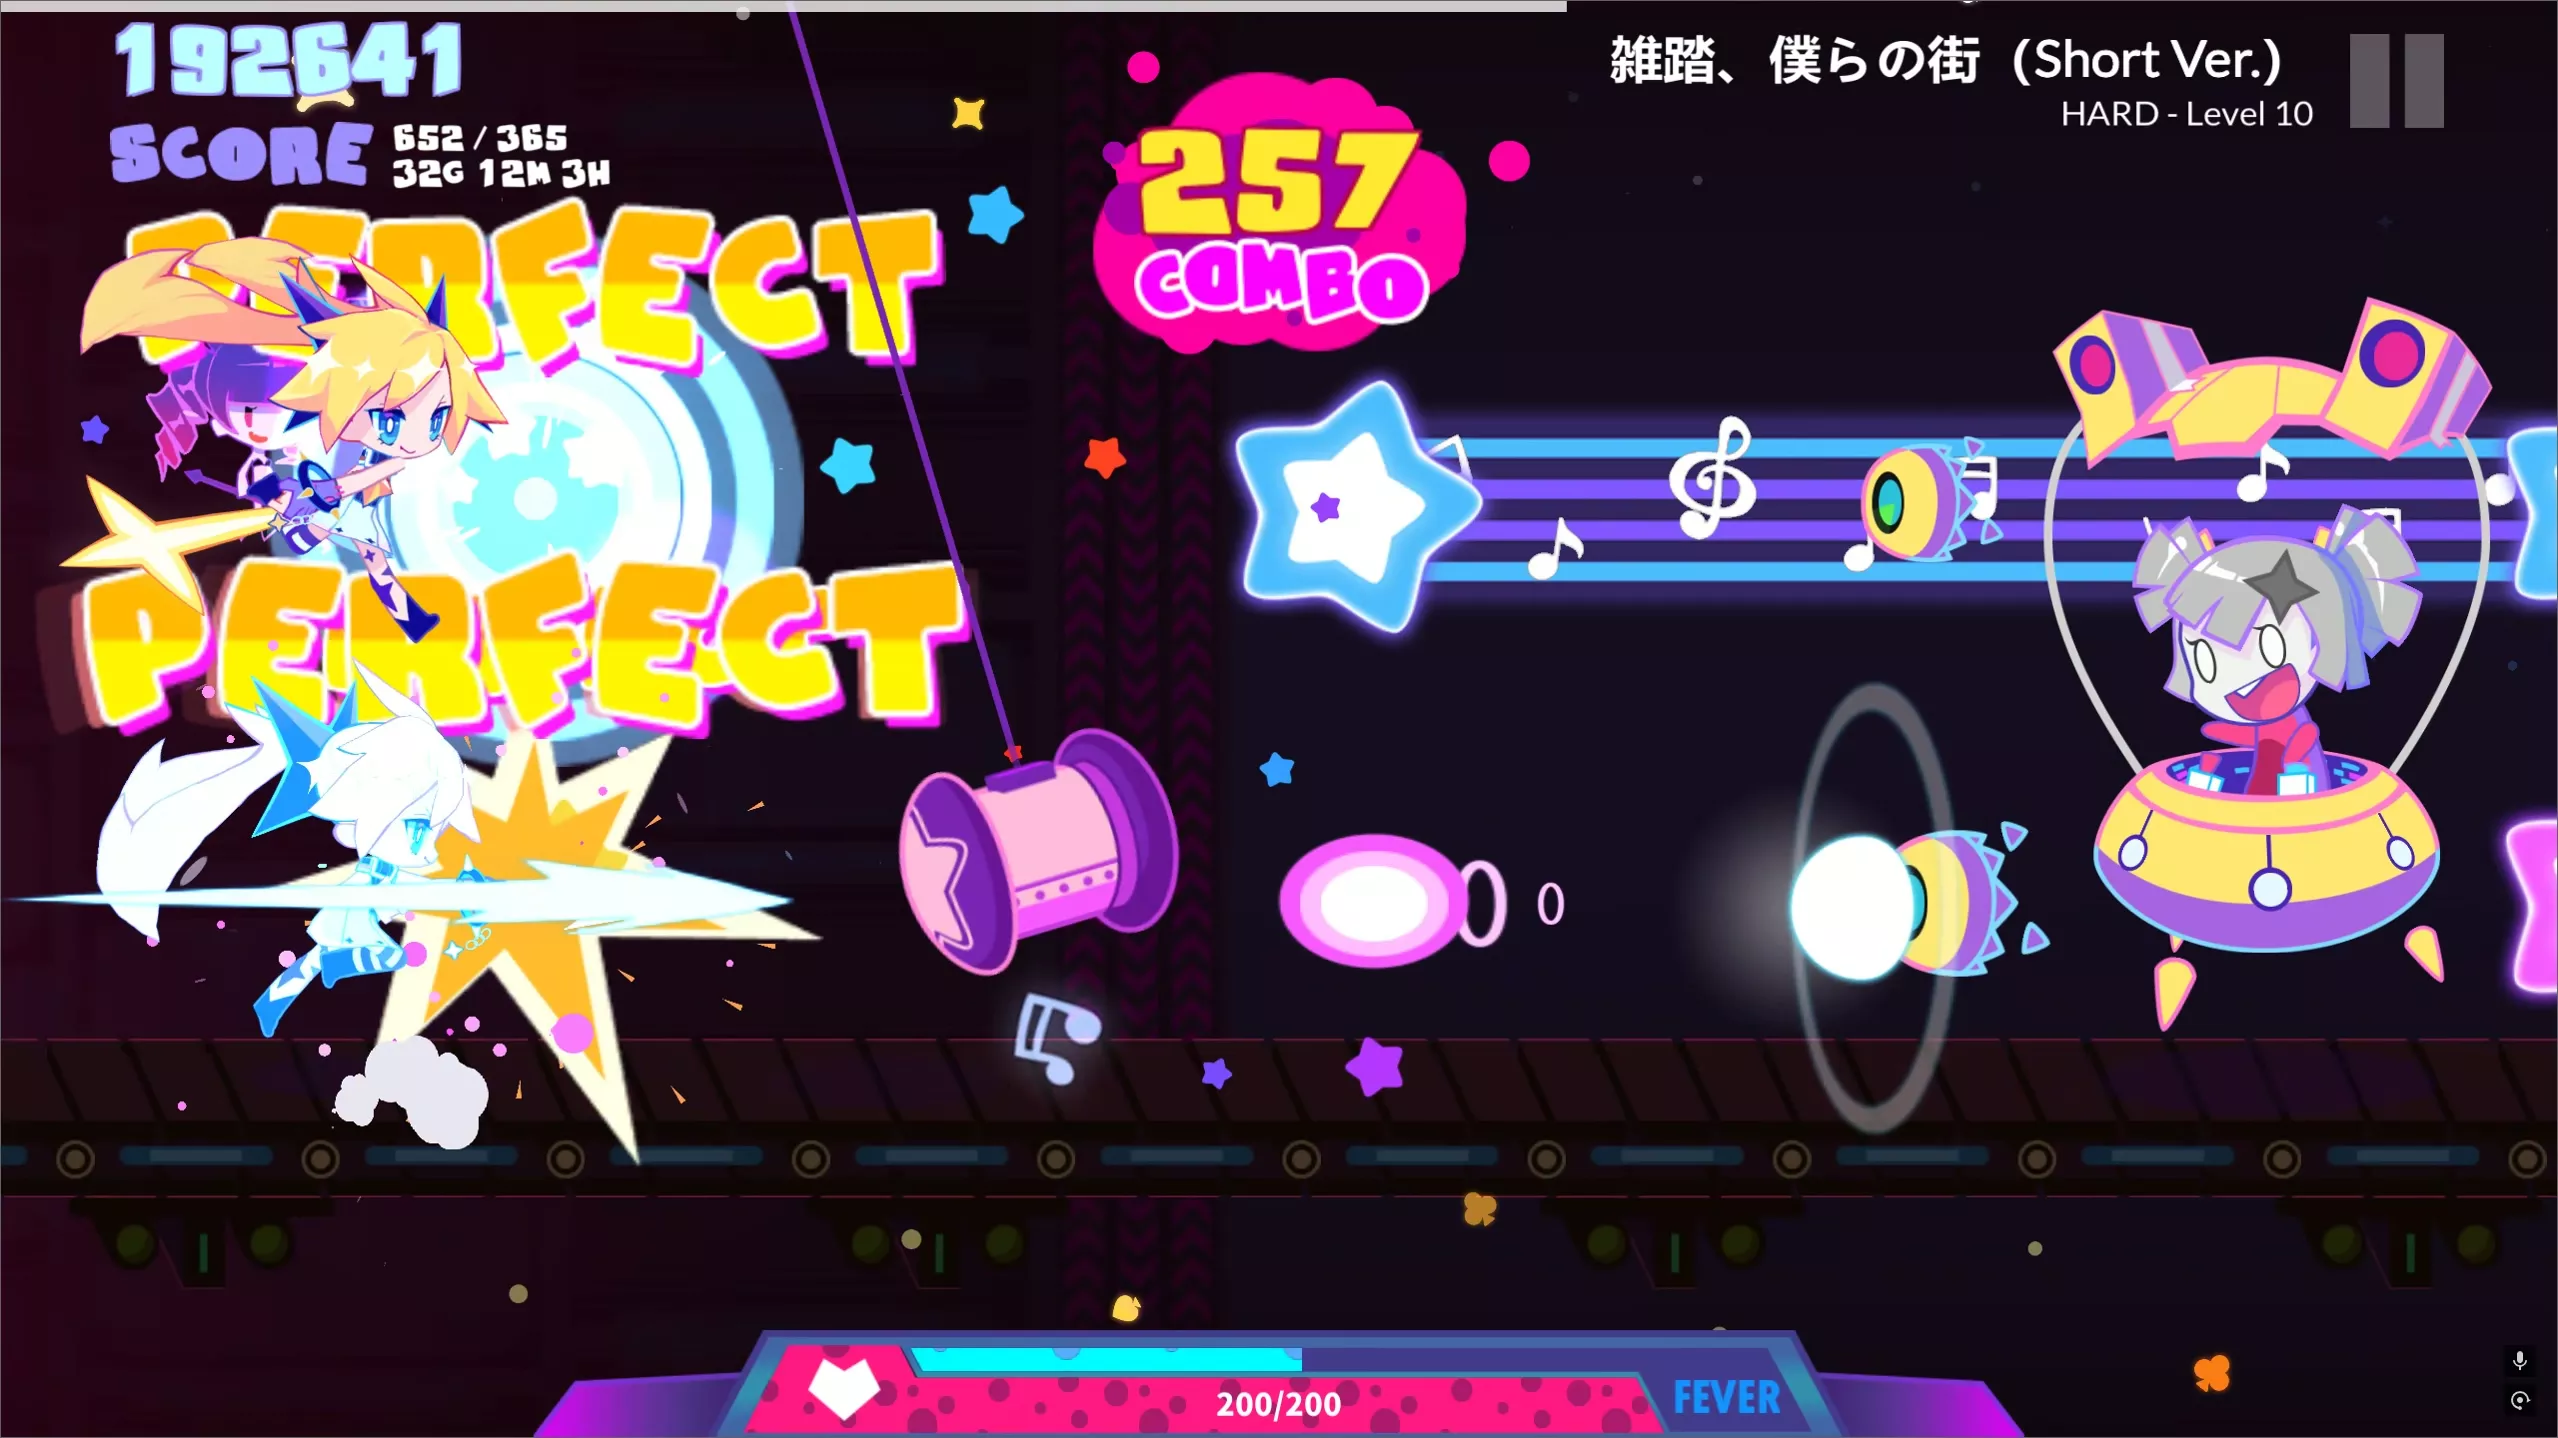 192641
SCORE 652 / 365
32G 12M 3H
雑踏、僕らの街 (Short Ver.)
HARD - Level 10
257
COMBO
PERFECT
PERFECT
200/200
FEVER